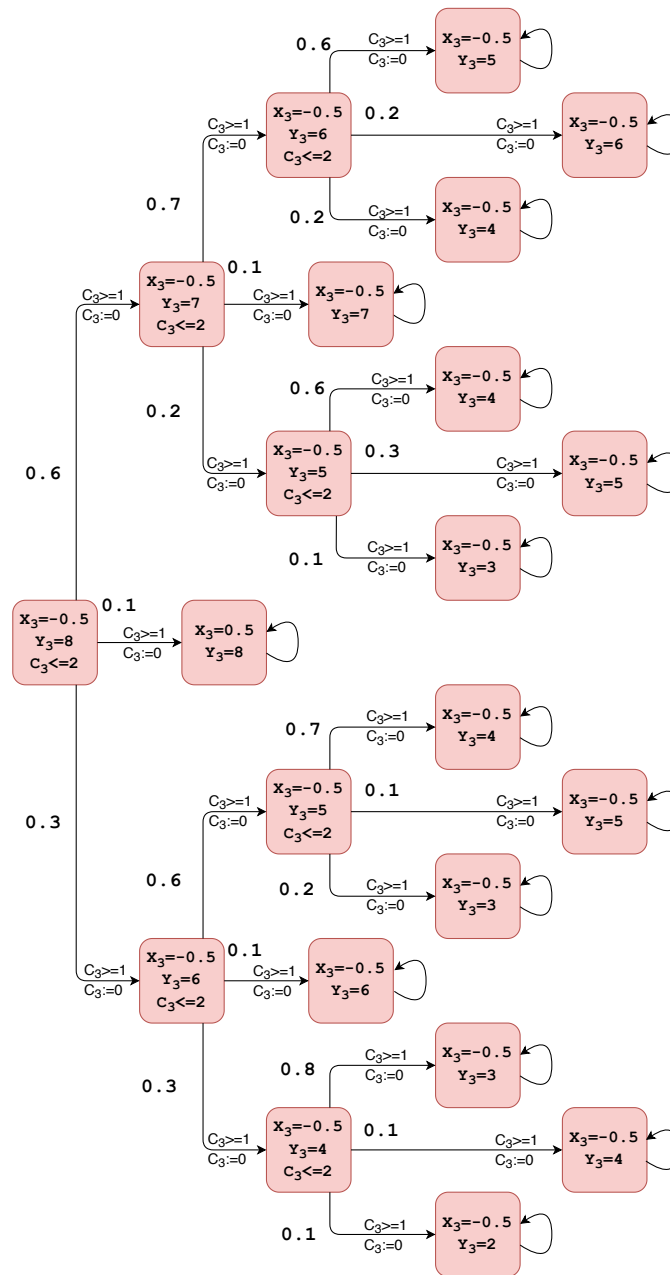 0.6
C₃>=1
C₃:=0
X₃=-0.5
Y₃=5
X₃=-0.5
Y₃=6
C₃<=2
0.2
C₃>=1
C₃:=0
X₃=-0.5
Y₃=6
C₃>=1
C₃:=0
0.7
0.2
C₃>=1
C₃:=0
X₃=-0.5
Y₃=4
X₃=-0.5
Y₃=7
C₃<=2
0.1
C₃>=1
C₃:=0
X₃=-0.5
Y₃=7
C₃>=1
C₃:=0
0.2
0.6
C₃>=1
C₃:=0
X₃=-0.5
Y₃=4
C₃>=1
C₃:=0
X₃=-0.5
Y₃=5
C₃<=2
0.3
C₃>=1
C₃:=0
X₃=-0.5
Y₃=5
0.6
0.1
C₃>=1
C₃:=0
X₃=-0.5
Y₃=3
X₃=-0.5
Y₃=8
C₃<=2
0.1
C₃>=1
C₃:=0
X₃=0.5
Y₃=8
0.7
C₃>=1
C₃:=0
X₃=-0.5
Y₃=4
0.3
C₃>=1
C₃:=0
X₃=-0.5
Y₃=5
C₃<=2
0.1
C₃>=1
C₃:=0
X₃=-0.5
Y₃=5
0.6
0.2
C₃>=1
C₃:=0
X₃=-0.5
Y₃=3
C₃>=1
C₃:=0
X₃=-0.5
Y₃=6
C₃<=2
0.1
C₃>=1
C₃:=0
X₃=-0.5
Y₃=6
0.3
0.8
C₃>=1
C₃:=0
X₃=-0.5
Y₃=3
C₃>=1
C₃:=0
X₃=-0.5
Y₃=4
C₃<=2
0.1
C₃>=1
C₃:=0
X₃=-0.5
Y₃=4
0.1
C₃>=1
C₃:=0
X₃=-0.5
Y₃=2